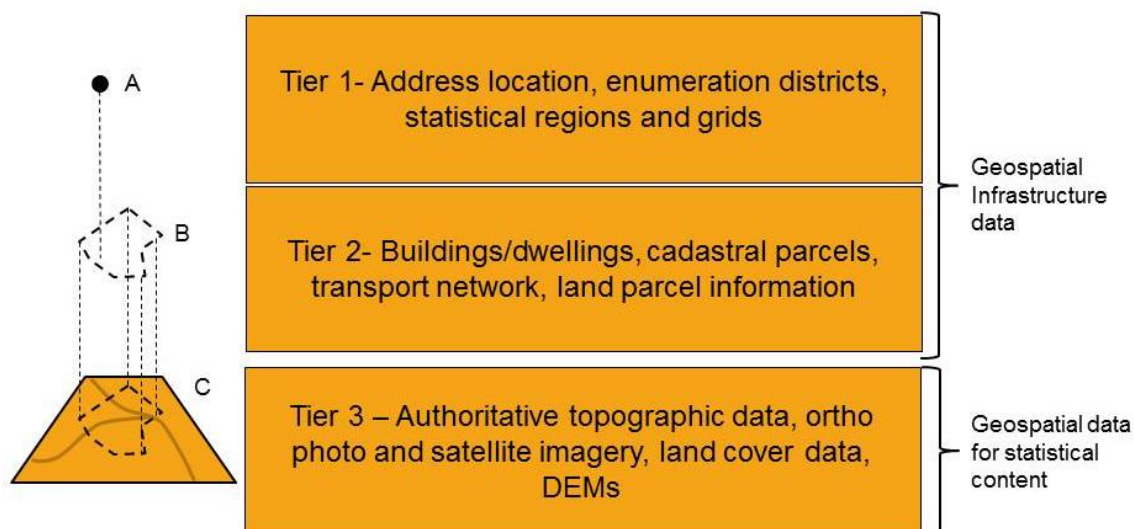 A
B
C
Tier 1- Address location, enumeration districts,
statistical regions and grids
Tier 2- Buildings/dwellings, cadastral parcels,
transport network, land parcel information
Geospatial
Infrastructure
data
Tier 3 – Authoritative topographic data, ortho
photo and satellite imagery, land cover data,
DEMs
Geospatial data
for statistical
content